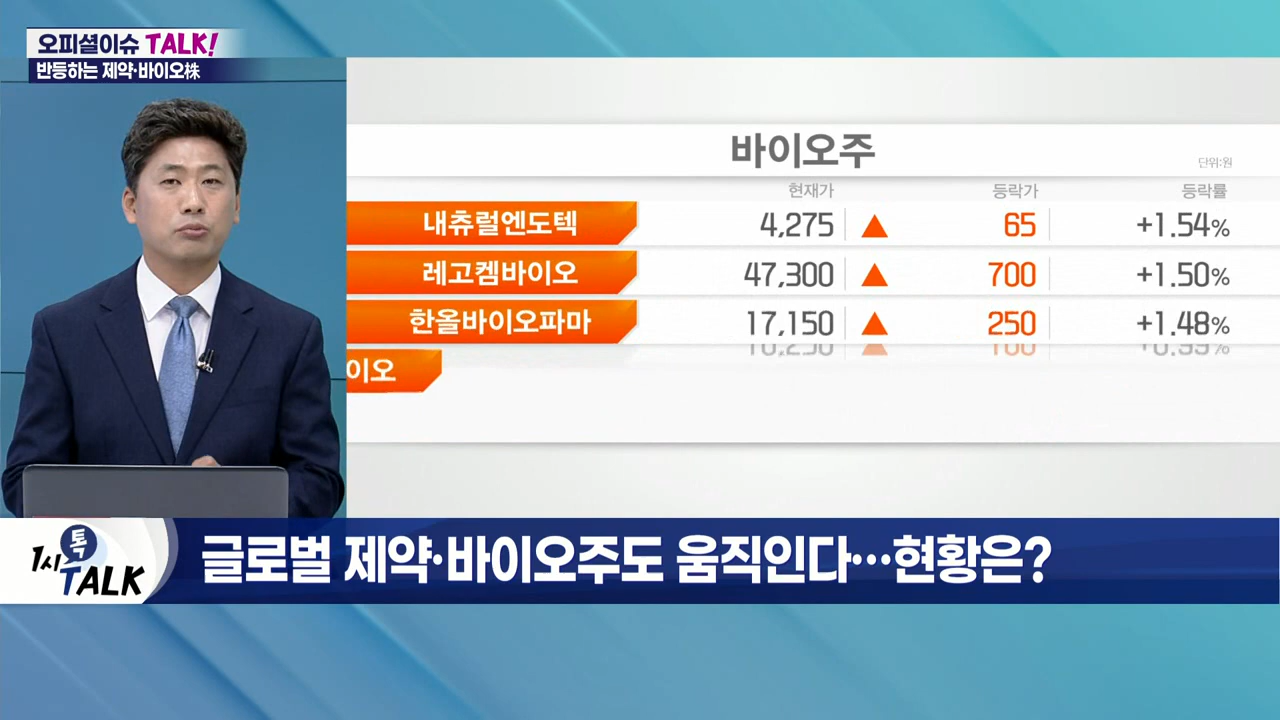 오피셜이슈 TALK!
반등하는 제약·바이오株
바이오주
단위:원
현재가 등락가 등락률
내츄럴엔도텍 4,275 ▲ 65 +1.54%
레고켐바이오 47,300 ▲ 700 +1.50%
한올바이오파마 17,150 ▲ 250 +1.48%
이오
1시톡 TALK
글로벌 제약·바이오주도 움직인다…현황은?